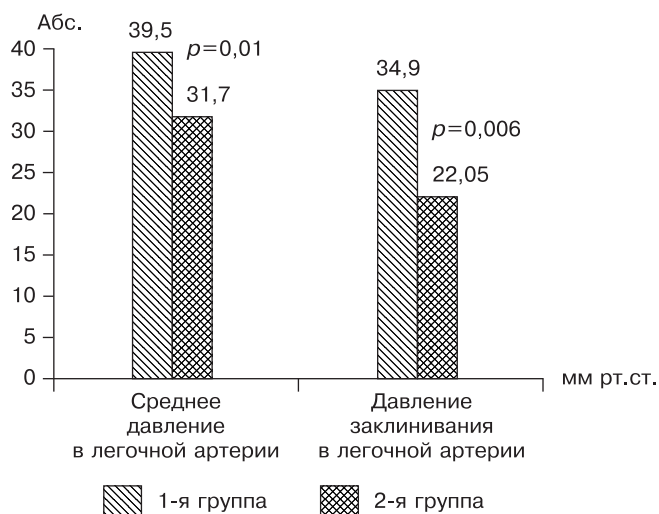 Абс.
39,5
p=0,01
31,7
34,9
p=0,006
22,05
40
35
30
25
20
15
10
5
0
мм рт.ст.
Среднее
давление
в легочной артерии
Давление
заклинивания
в легочной артерии
1-я группа
2-я группа